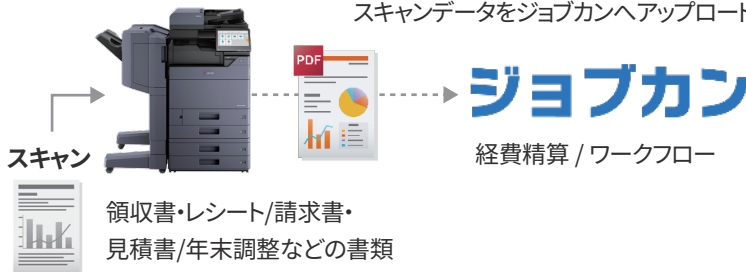 スキャンデータをジョブカンへアップロード
PDF
ジョブカン
スキャン
経費精算 / ワークフロー
領収書・レシート/請求書・
見積書/年末調整などの書類